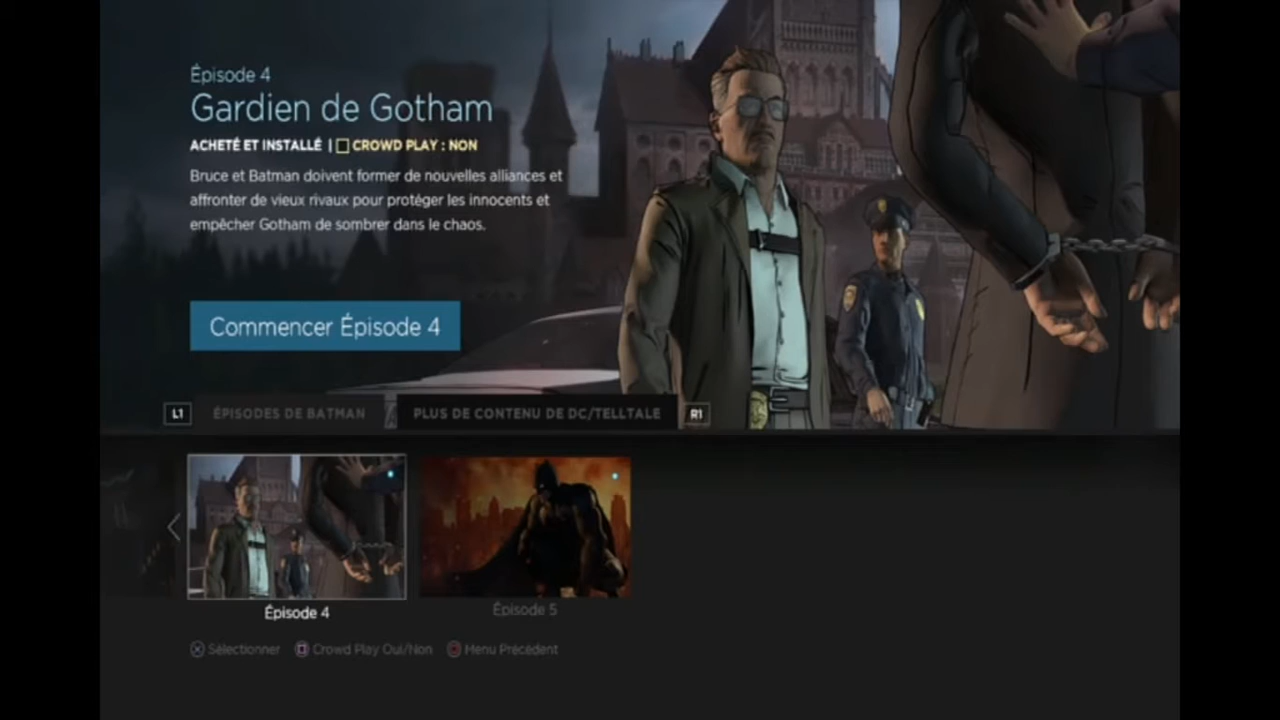 Épisode 4
Gardien de Gotham
ACHETÉ ET INSTALLÉ | CROWD PLAY : NON
Bruce et Batman doivent former de nouvelles alliances et
affronter de vieux rivaux pour protéger les innocents et
empêcher Gotham de sombrer dans le chaos.
Commencer Épisode 4
L1 ÉPISODES DE BATMAN PLUS DE CONTENU DE DC/TELLTALE R1
Épisode 4 Épisode 5
Sélectionner Crowd Play Oui/Non Menu Précédent